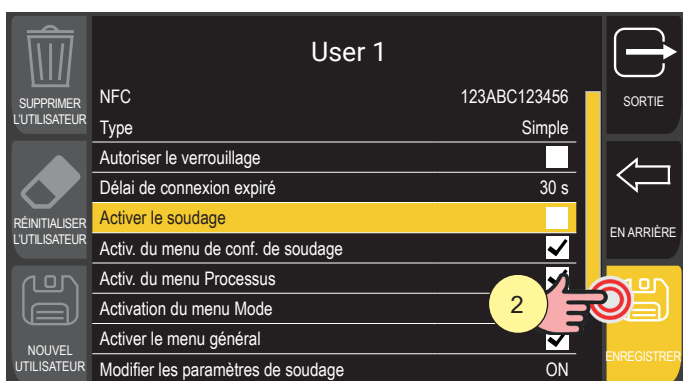 User 1
SUPPRIMER
L'UTILISATEUR
RÉINITIALISER
L'UTILISATEUR
NOUVEL
UTILISATEUR
NFC 123ABC123456
Type Simple
Autoriser le verrouillage
Délai de connexion expiré 30 s
Activer le soudage
Activ. du menu de conf. de soudage
Activ. du menu Processus
Activation du menu Mode
Activer le menu général
Modifier les paramètres de soudage ON
2
SORTIE
EN ARRIÈRE
ENREGISTRER